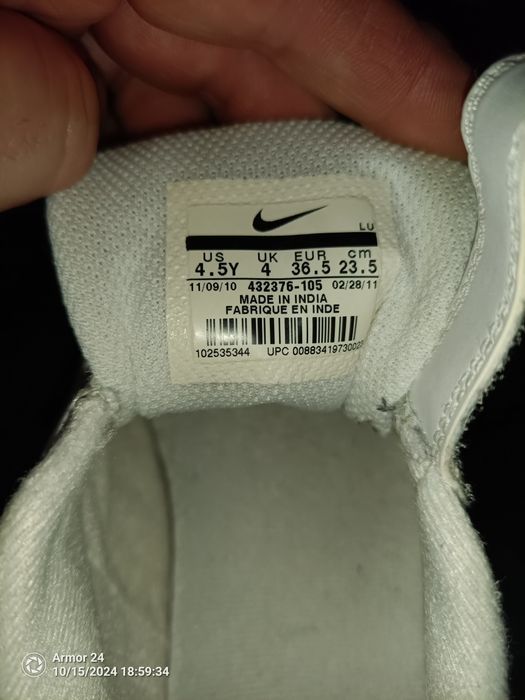 LU
US UK EUR cm
4.5Y 4 36.5 23.5
11/09/10 432376-105 02/28/11
MADE IN INDIA
FABRIQUE EN INDE
102535344 UPC
Armor 24
10/15/2024 18:59:34